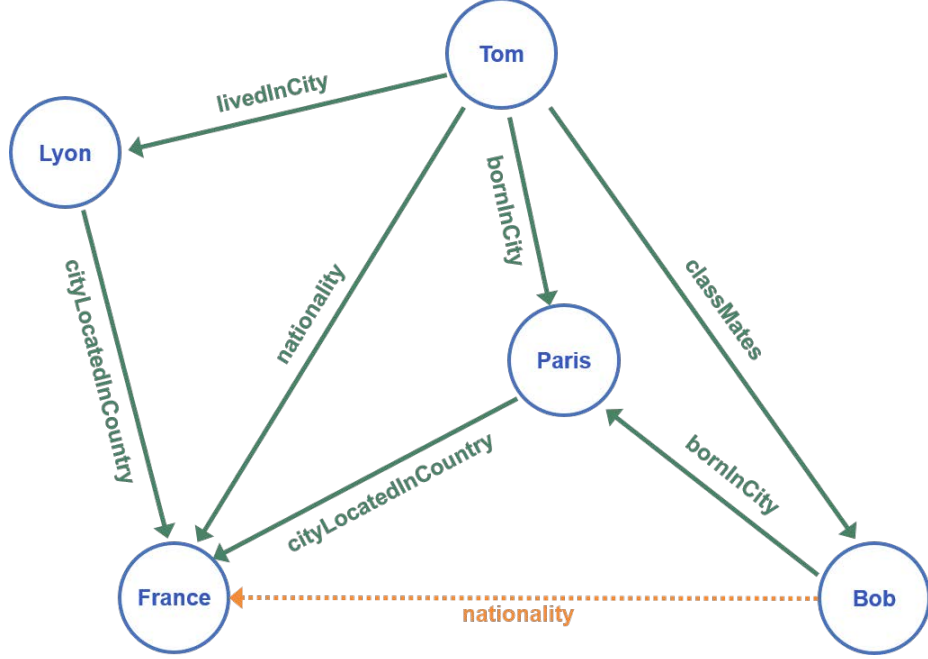 Tom
livedInCity
Lyon
bornInCity
nationality
classMates
cityLocatedInCountry
Paris
bornInCity
cityLocatedInCountry
France
nationality
Bob